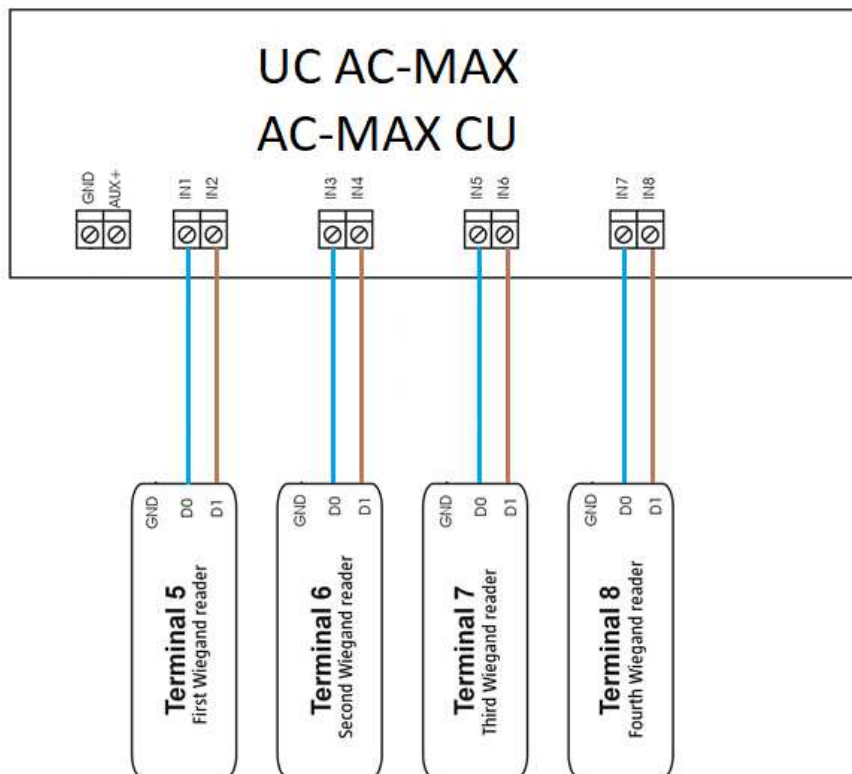 UC AC-MAX
AC-MAX CU
GND
AUX+
IN1
IN2
IN3
IN4
IN5
IN6
IN7
IN8
GND
D0
D1
Terminal 5
First Wiegand reader
GND
D0
D1
Terminal 6
Second Wiegand reader
GND
D0
D1
Terminal 7
Third Wiegand reader
GND
D0
D1
Terminal 8
Fourth Wiegand reader